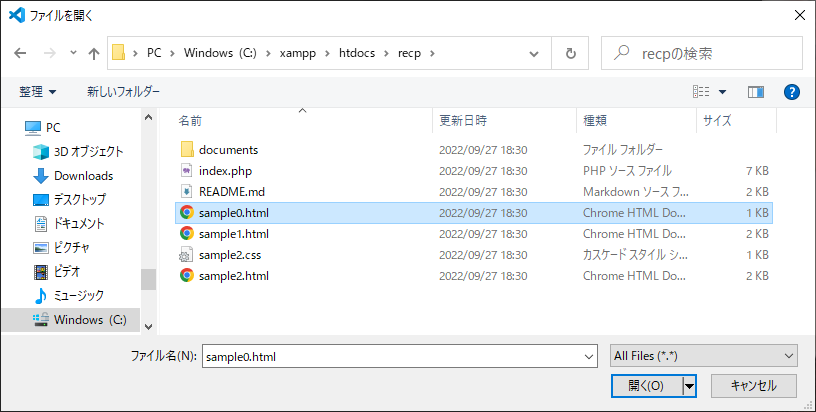 ファイルを開く
PC › Windows (C:) › xampp › htdocs › recp ›
recpの検索
整理 新しいフォルダー
PC
3D オブジェクト
Downloads
デスクトップ
ドキュメント
ピクチャ
ビデオ
ミュージック
Windows (C:)
名前 更新日時 種類 サイズ
documents 2022/09/27 18:30 ファイル フォルダー
index.php 2022/09/27 18:30 PHP ソース ファイル 7 KB
README.md 2022/09/27 18:30 Markdown ソース フ... 2 KB
sample0.html 2022/09/27 18:30 Chrome HTML Do... 1 KB
sample1.html 2022/09/27 18:30 Chrome HTML Do... 2 KB
sample2.css 2022/09/27 18:30 カスケード スタイル シ... 1 KB
sample2.html 2022/09/27 18:30 Chrome HTML Do... 2 KB
ファイル名(N): sample0.html All Files (*.*)
開く(O) キャンセル